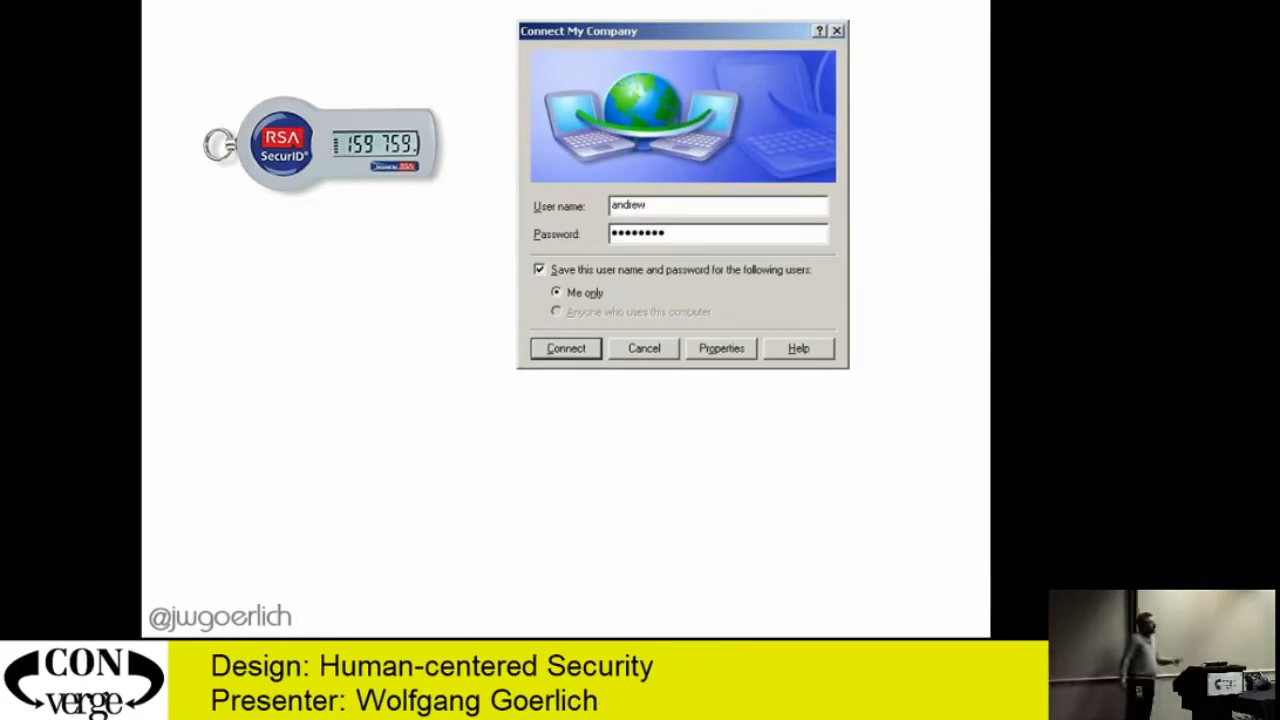 RSA
SecurID®
159 759
RSA
Connect My Company
User name:
andrew
Password:
••••••••
Save this user name and password for the following users:
Me only
Anyone who uses this computer
Connect
Cancel
Properties
Help
@jwgoerlich
CON
verge
Design: Human-centered Security
Presenter: Wolfgang Goerlich